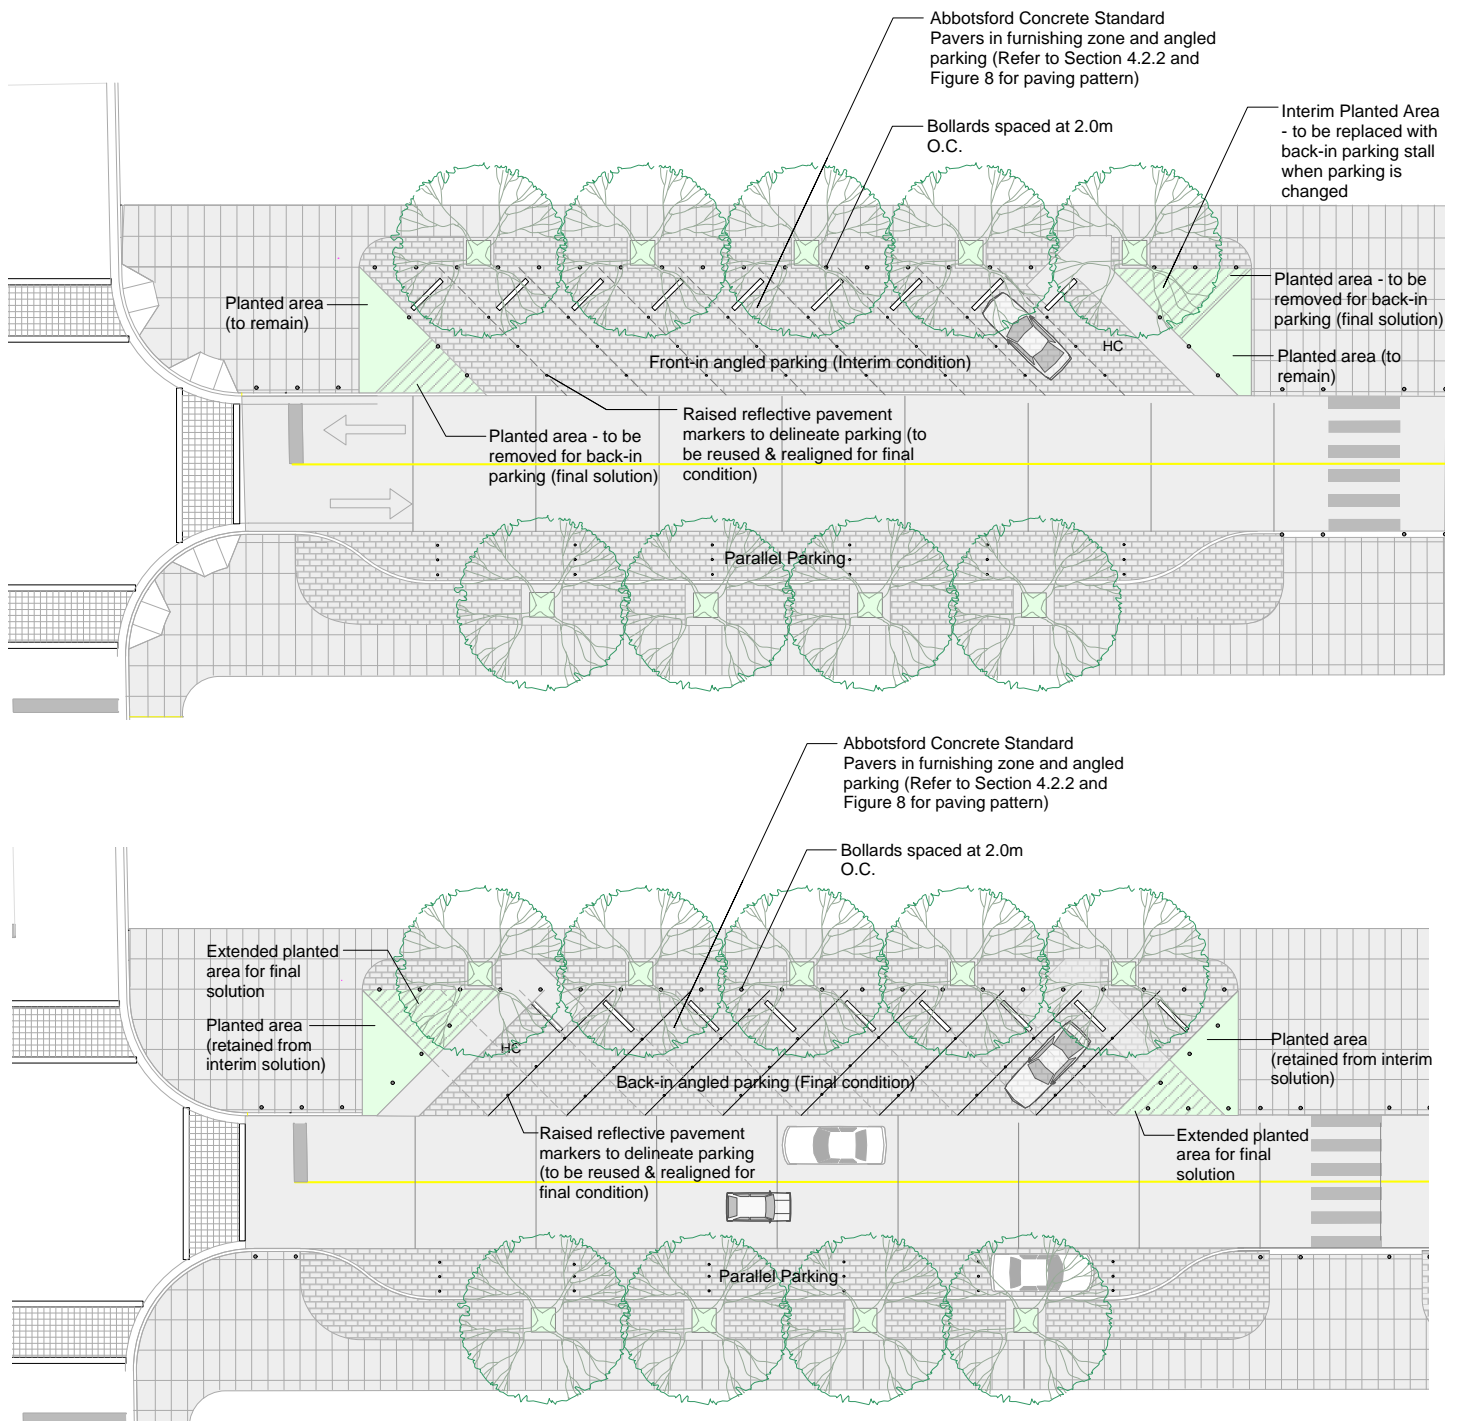 Abbotsford Concrete Standard
Pavers in furnishing zone and angled
parking (Refer to Section 4.2.2 and
Figure 8 for paving pattern)
Bollards spaced at 2.0m
O.C.
Interim Planted Area
- to be replaced with
back-in parking stall
when parking is
changed
Planted area
(to remain)
Planted area - to be
removed for back-in
parking (final solution)
Front-in angled parking (Interim condition)
HC
Planted area (to
remain)
Planted area - to be
removed for back-in
parking (final solution)
Raised reflective pavement
markers to delineate parking (to
be reused & realigned for final
condition)
Parallel Parking
Abbotsford Concrete Standard
Pavers in furnishing zone and angled
parking (Refer to Section 4.2.2 and
Figure 8 for paving pattern)
Bollards spaced at 2.0m
O.C.
Extended planted
area for final
solution
Planted area
(retained from
interim solution)
HC
Back-in angled parking (Final condition)
Planted area
(retained from interim
solution)
Raised reflective pavement
markers to delineate parking
(to be reused & realigned for
final condition)
Extended planted
area for final
solution
Parallel Parking